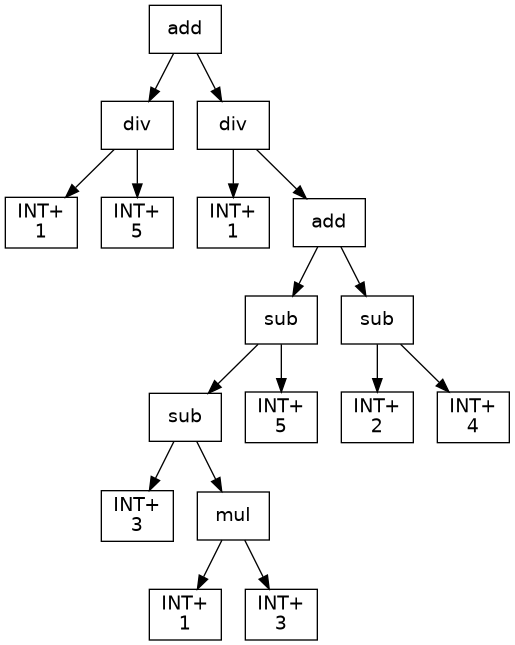 add
div
div
INT+
1
INT+
5
INT+
1
add
sub
sub
sub
INT+
5
INT+
2
INT+
4
INT+
3
mul
INT+
1
INT+
3